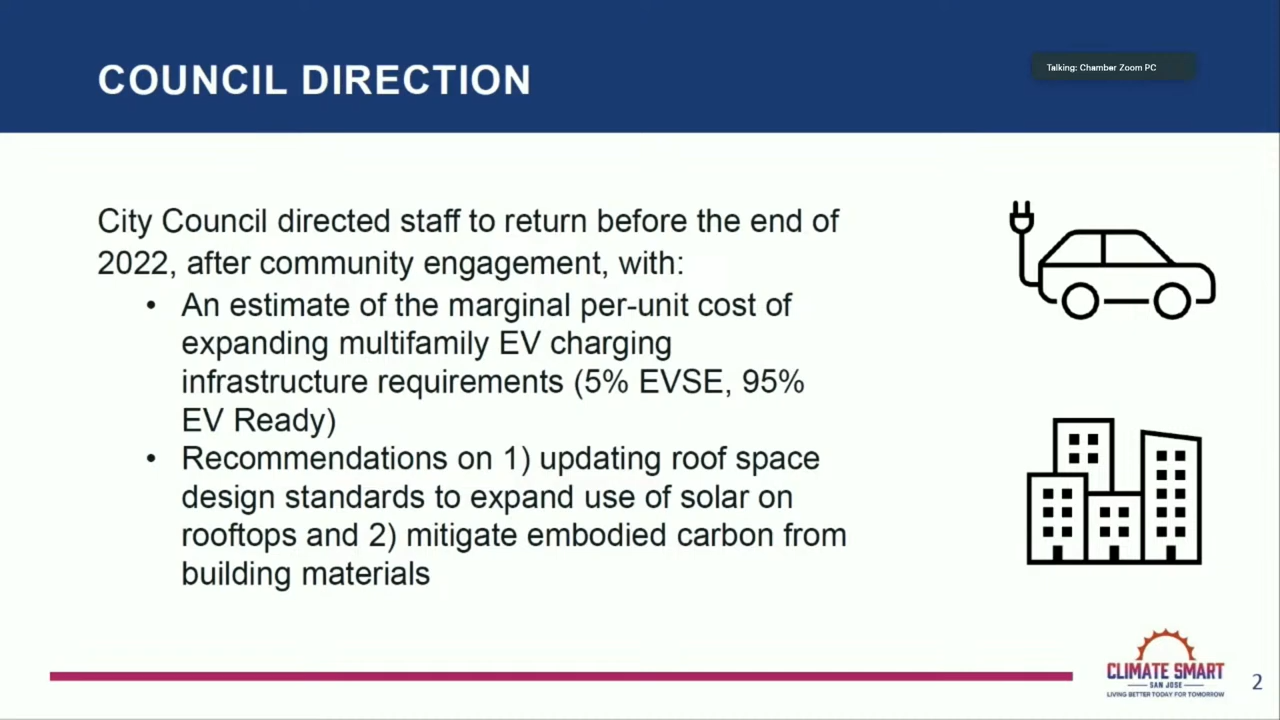 COUNCIL DIRECTION
Talking: Chamber Zoom PC
City Council directed staff to return before the end of
2022, after community engagement, with:
• An estimate of the marginal per-unit cost of
expanding multifamily EV charging
infrastructure requirements (5% EVSE, 95%
EV Ready)
• Recommendations on 1) updating roof space
design standards to expand use of solar on
rooftops and 2) mitigate embodied carbon from
building materials
CLIMATE SMART
SAN JOSE
LIVING BETTER TODAY FOR TOMORROW
2